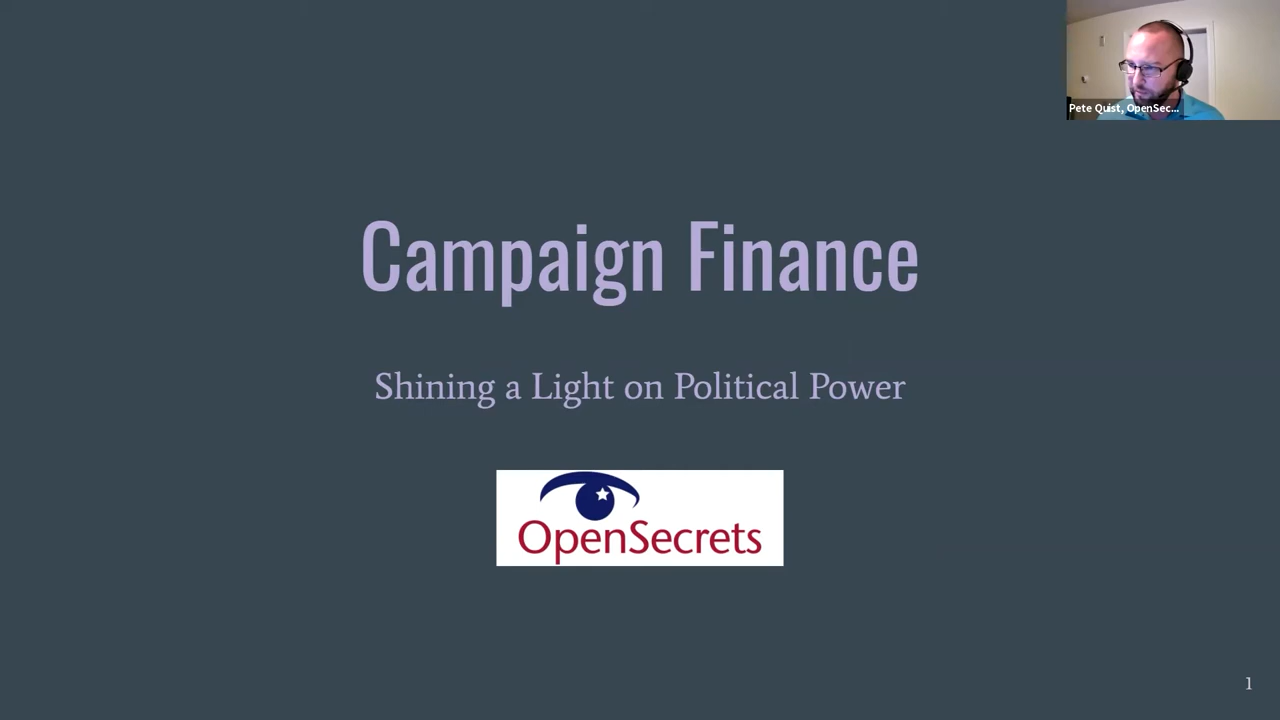 Pete Quist, OpenSec...
Campaign Finance
Shining a Light on Political Power
OpenSecrets
1